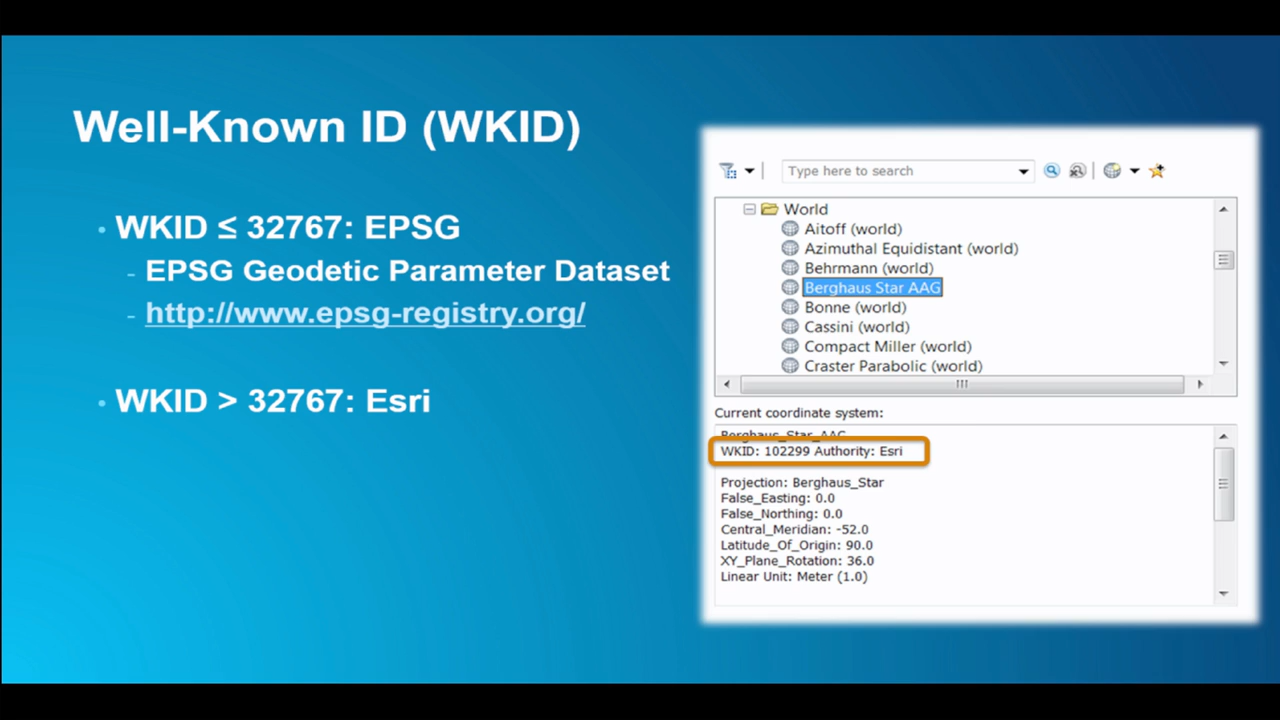 Well-Known ID (WKID)
• WKID ≤ 32767: EPSG
- EPSG Geodetic Parameter Dataset
- http://www.epsg-registry.org/
• WKID > 32767: Esri
Type here to search
World
Aitoff (world)
Azimuthal Equidistant (world)
Behrmann (world)
Berghaus Star AAG
Bonne (world)
Cassini (world)
Compact Miller (world)
Craster Parabolic (world)
Current coordinate system:
Berghaus_Star_AAG
WKID: 102299 Authority: Esri
Projection: Berghaus_Star
False_Easting: 0.0
False_Northing: 0.0
Central_Meridian: -52.0
Latitude_Of_Origin: 90.0
XY_Plane_Rotation: 36.0
Linear Unit: Meter (1.0)